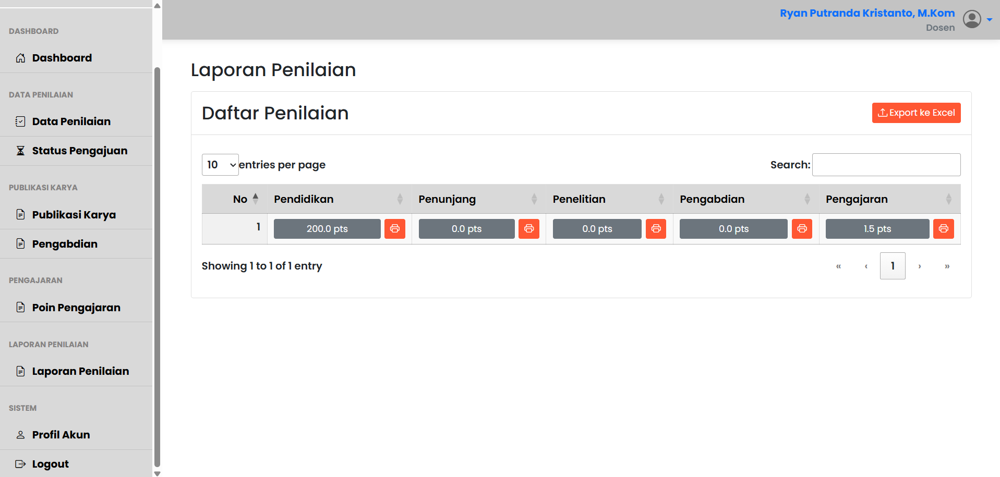 DASHBOARD
Dashboard
DATA PENILAIAN
Data Penilaian
Status Pengajuan
PUBLIKASI KARYA
Publikasi Karya
Pengabdian
PENGAJARAN
Poin Pengajaran
LAPORAN PENILAIAN
Laporan Penilaian
SISTEM
Profil Akun
Logout
Ryan Putranda Kristanto, M.Kom
Dosen
Laporan Penilaian
Daftar Penilaian
Export ke Excel
10 entries per page
Search:
No Pendidikan Penunjang Penelitian Pengabdian Pengajaran
1 200.0 pts 0.0 pts 0.0 pts 0.0 pts 1.5 pts
Showing 1 to 1 of 1 entry
« ‹ 1 › »